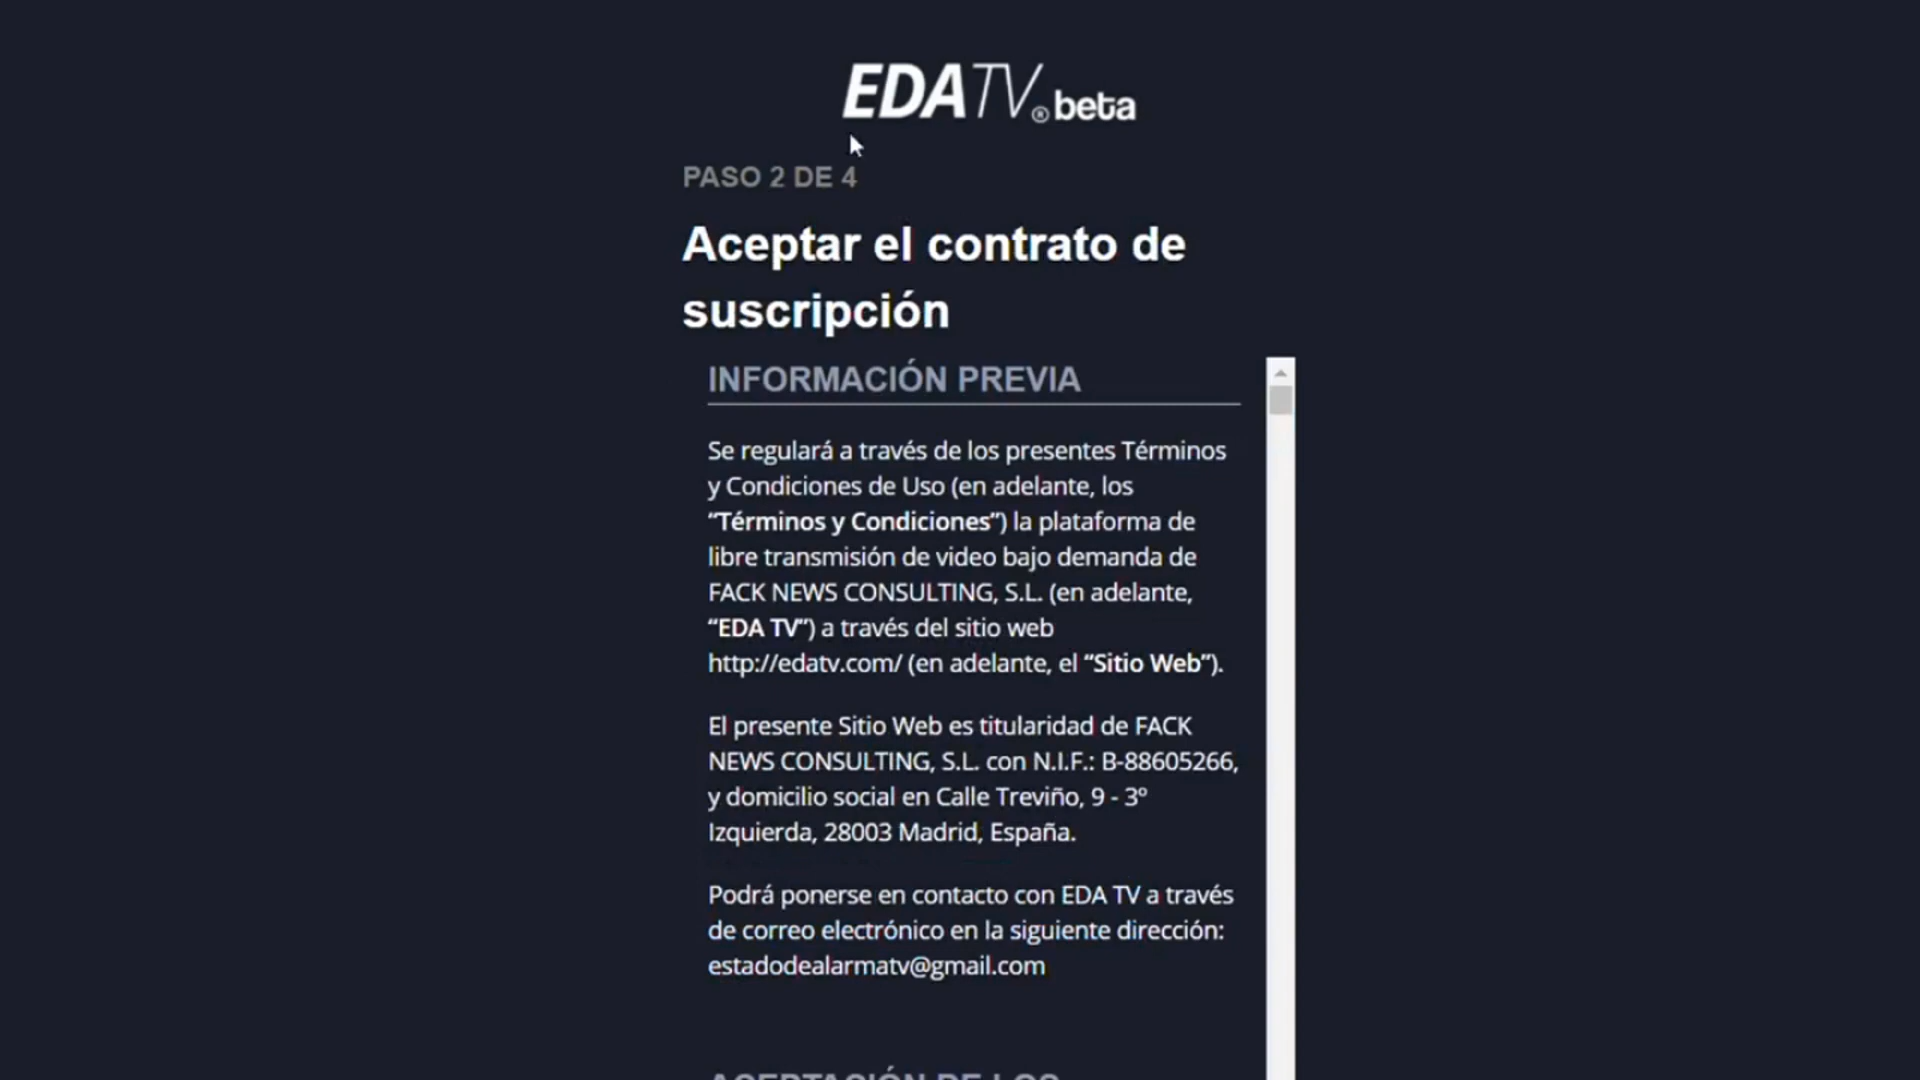 EDATV® beta
PASO 2 DE 4
Aceptar el contrato de
suscripción
INFORMACIÓN PREVIA
Se regulará a través de los presentes Términos
y Condiciones de Uso (en adelante, los
“Términos y Condiciones”) la plataforma de
libre transmisión de video bajo demanda de
FACK NEWS CONSULTING, S.L. (en adelante,
“EDA TV”) a través del sitio web
http://edatv.com/ (en adelante, el “Sitio Web”).
El presente Sitio Web es titularidad de FACK
NEWS CONSULTING, S.L. con N.I.F.: B-88605266,
y domicilio social en Calle Treviño, 9 - 3º
Izquierda, 28003 Madrid, España.
Podrá ponerse en contacto con EDA TV a través
de correo electrónico en la siguiente dirección:
estadodealarmatv@gmail.com
ACEPTACIÓN DE LOS